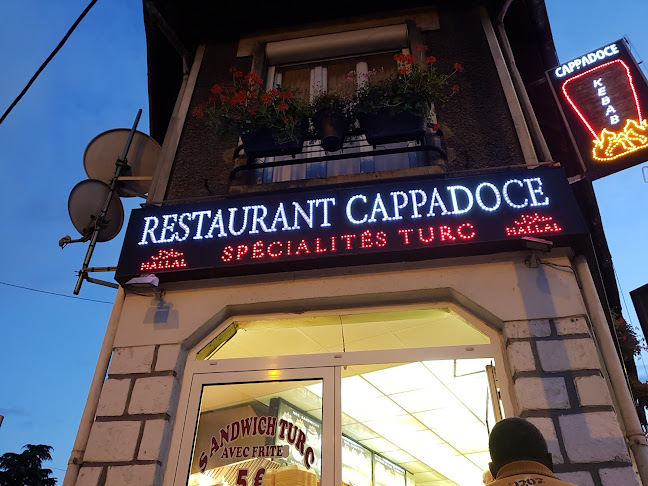 CAPPADOCE
KEBAB
RESTAURANT CAPPADOCE
SPÉCIALITÉS TURC
HALLAL
HALLAL
SANDWICH TURC
AVEC FRITE
5€